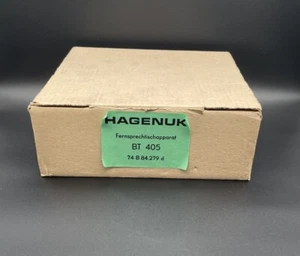 HAGENUK
Fernsprechtischapparat
BT 405
74 B 84.279 d